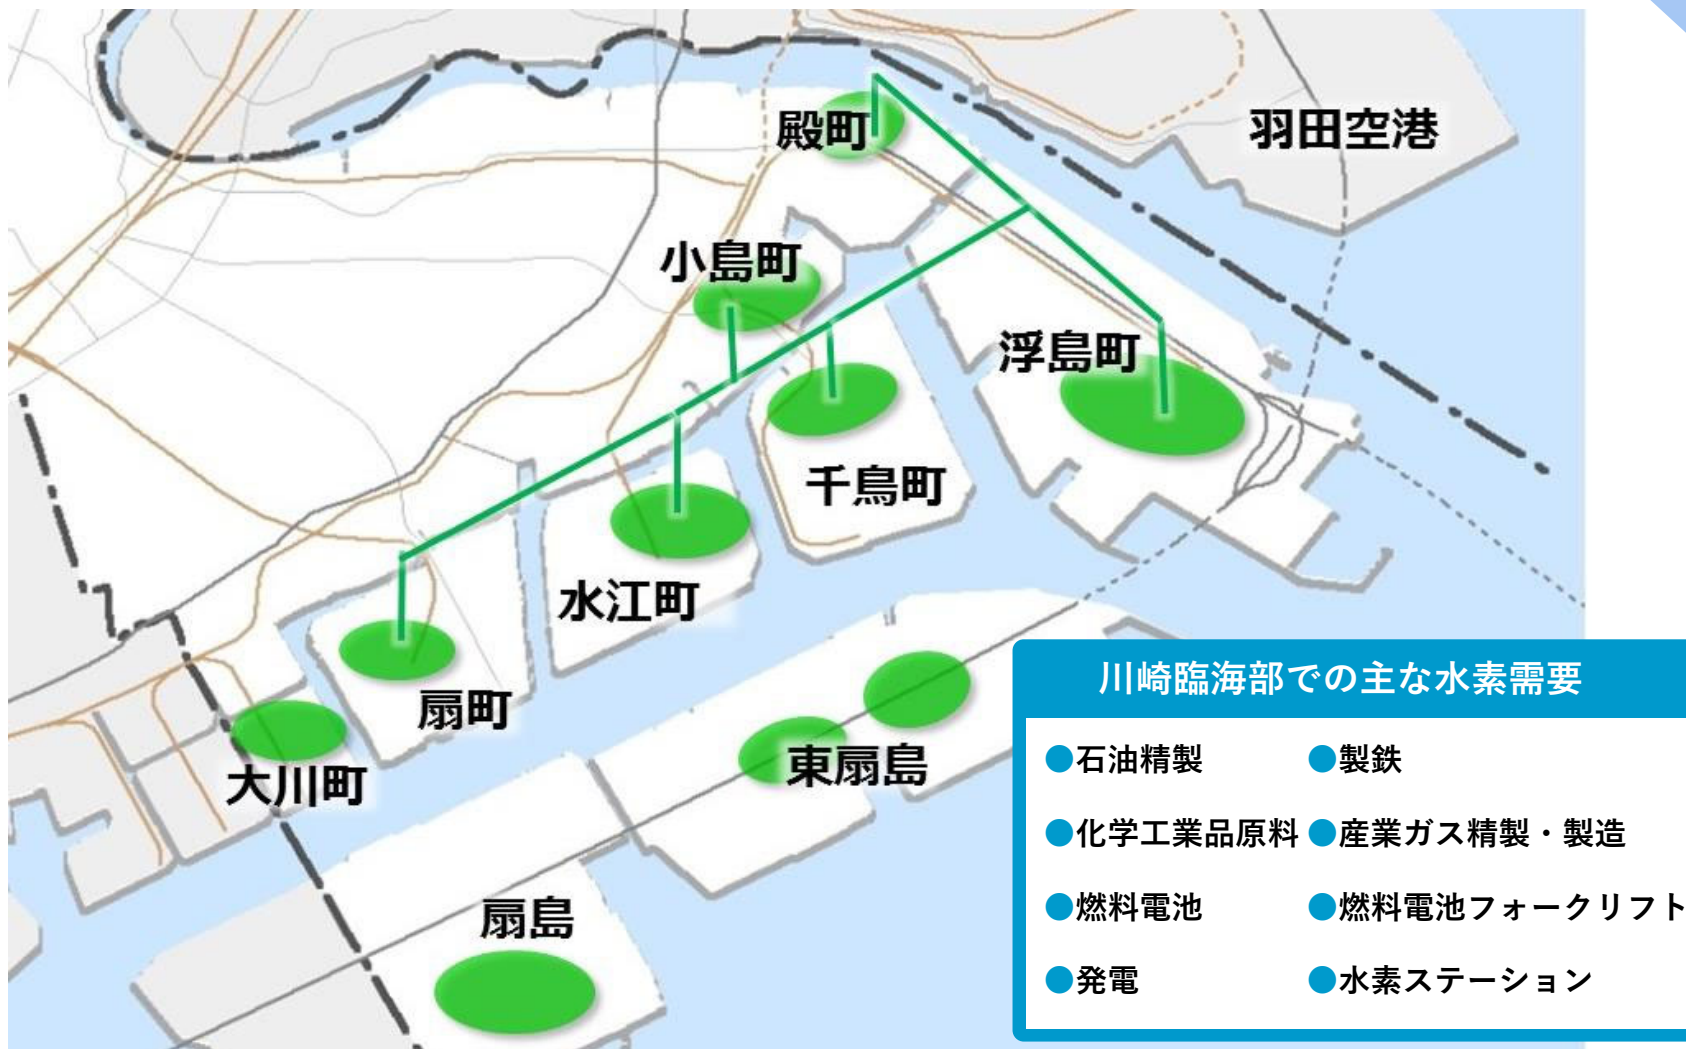 殿町
羽田空港
小島町
浮島町
千鳥町
水江町
扇町
大川町
東扇島
扇島
川崎臨海部での主な水素需要
●石油精製 ●製鉄
●化学工業品原料 ●産業ガス精製・製造
●燃料電池 ●燃料電池フォークリフト
●発電 ●水素ステーション